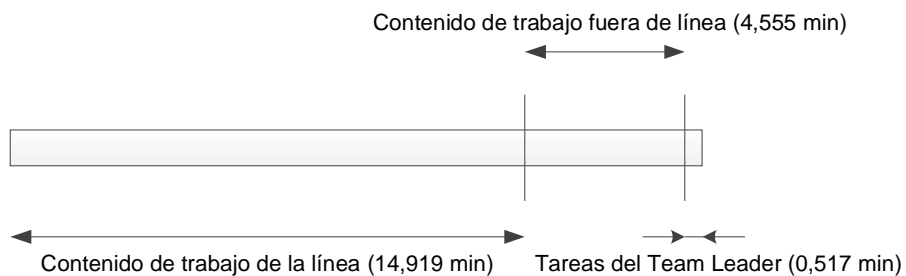 Contenido de trabajo fuera de línea (4,555 min)
Contenido de trabajo de la línea (14,919 min)
Tareas del Team Leader (0,517 min)